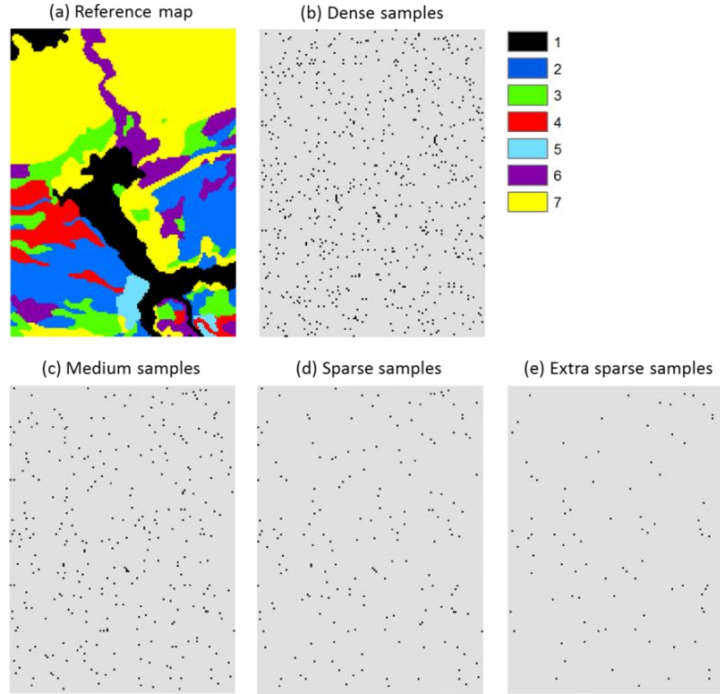 (a) Reference map
(b) Dense samples
1
2
3
4
5
6
7
(c) Medium samples
(d) Sparse samples
(e) Extra sparse samples